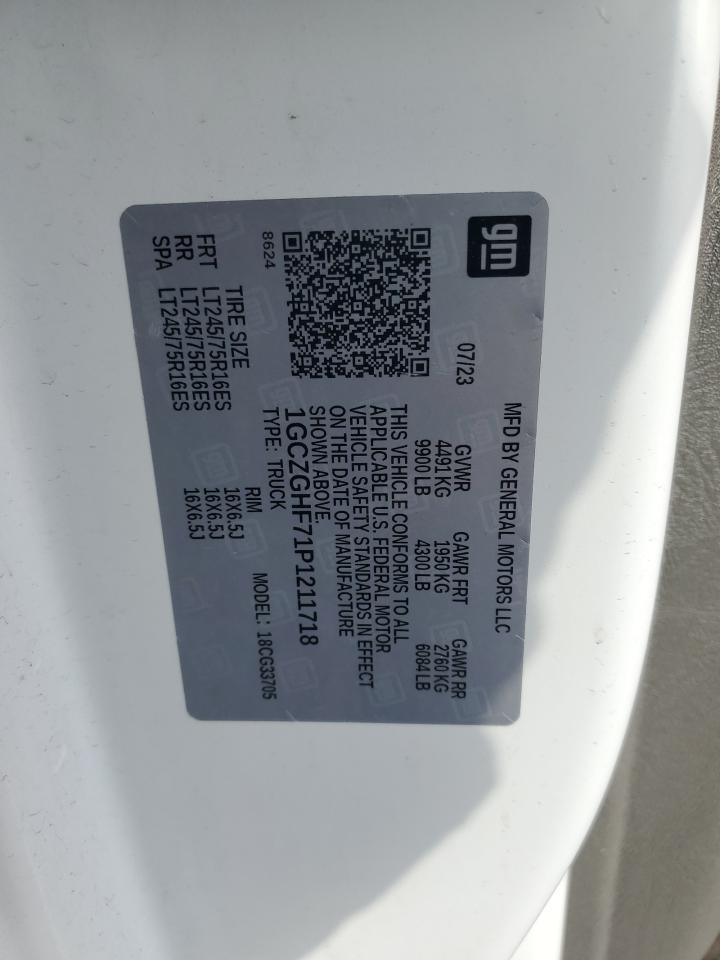 gm
MFD BY GENERAL MOTORS LLC
07/23
GVWR GAWR FRT GAWR RR
4491 KG 1950 KG 2760 KG
9900 LB 4300 LB 6084 LB
THIS VEHICLE CONFORMS TO ALL
APPLICABLE U.S. FEDERAL MOTOR
VEHICLE SAFETY STANDARDS IN EFFECT
ON THE DATE OF MANUFACTURE
SHOWN ABOVE.
1GCZGHF71P1211718
TYPE: TRUCK MODEL: 18CG33705
8624
TIRE SIZE RIM
FRT LT245/75R16ES 16X6.5J
RR LT245/75R16ES 16X6.5J
SPA LT245/75R16ES 16X6.5J